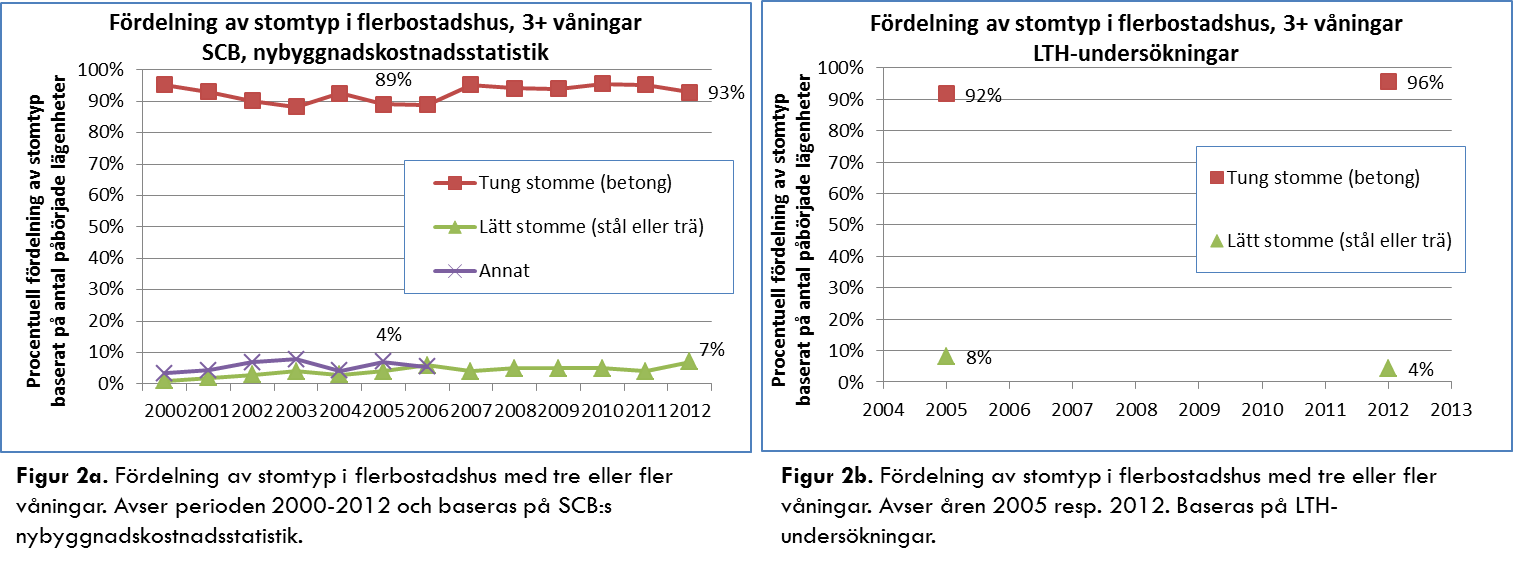 Fördelning av stomtyp i flerbostadshus, 3+ våningar
SCB, nybyggnadskostnadsstatistik
Procentuell fördelning av stomtyp
baserat på antal påbörjade lägenheter
100%
90%
80%
70%
60%
50%
40%
30%
20%
10%
0%
89%
93%
4%
7%
Tung stomme (betong)
Lätt stomme (stål eller trä)
Annat
2000 2001 2002 2003 2004 2005 2006 2007 2008 2009 2010 2011 2012
Figur 2a. Fördelning av stomtyp i flerbostadshus med tre eller fler
våningar. Avser perioden 2000-2012 och baseras på SCB:s
nybyggnadskostnadsstatistik.
Fördelning av stomtyp i flerbostadshus, 3+ våningar
LTH-undersökningar
Procentuell fördelning av stomtyp
baserat på antal påbörjade lägenheter
100%
90%
80%
70%
60%
50%
40%
30%
20%
10%
0%
92%
96%
8%
4%
Tung stomme (betong)
Lätt stomme (stål eller trä)
2004 2005 2006 2007 2008 2009 2010 2011 2012 2013
Figur 2b. Fördelning av stomtyp i flerbostadshus med tre eller fler
våningar. Avser åren 2005 resp. 2012. Baseras på LTH-
undersökningar.